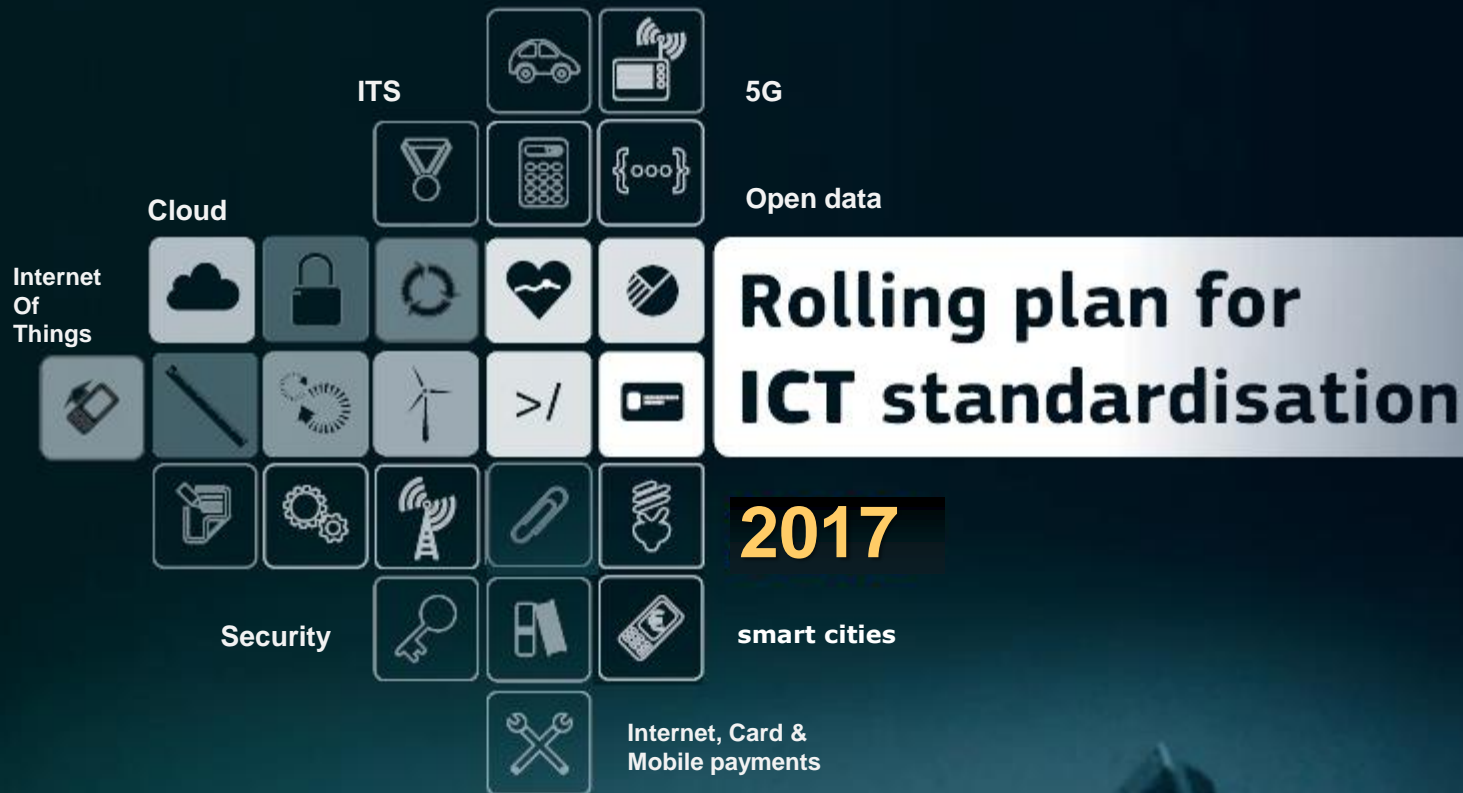 ITS
5G
Cloud
Open data
Internet
Of
Things
Rolling plan for
ICT standardisation
>/
2017
Security
smart cities
Internet, Card &
Mobile payments